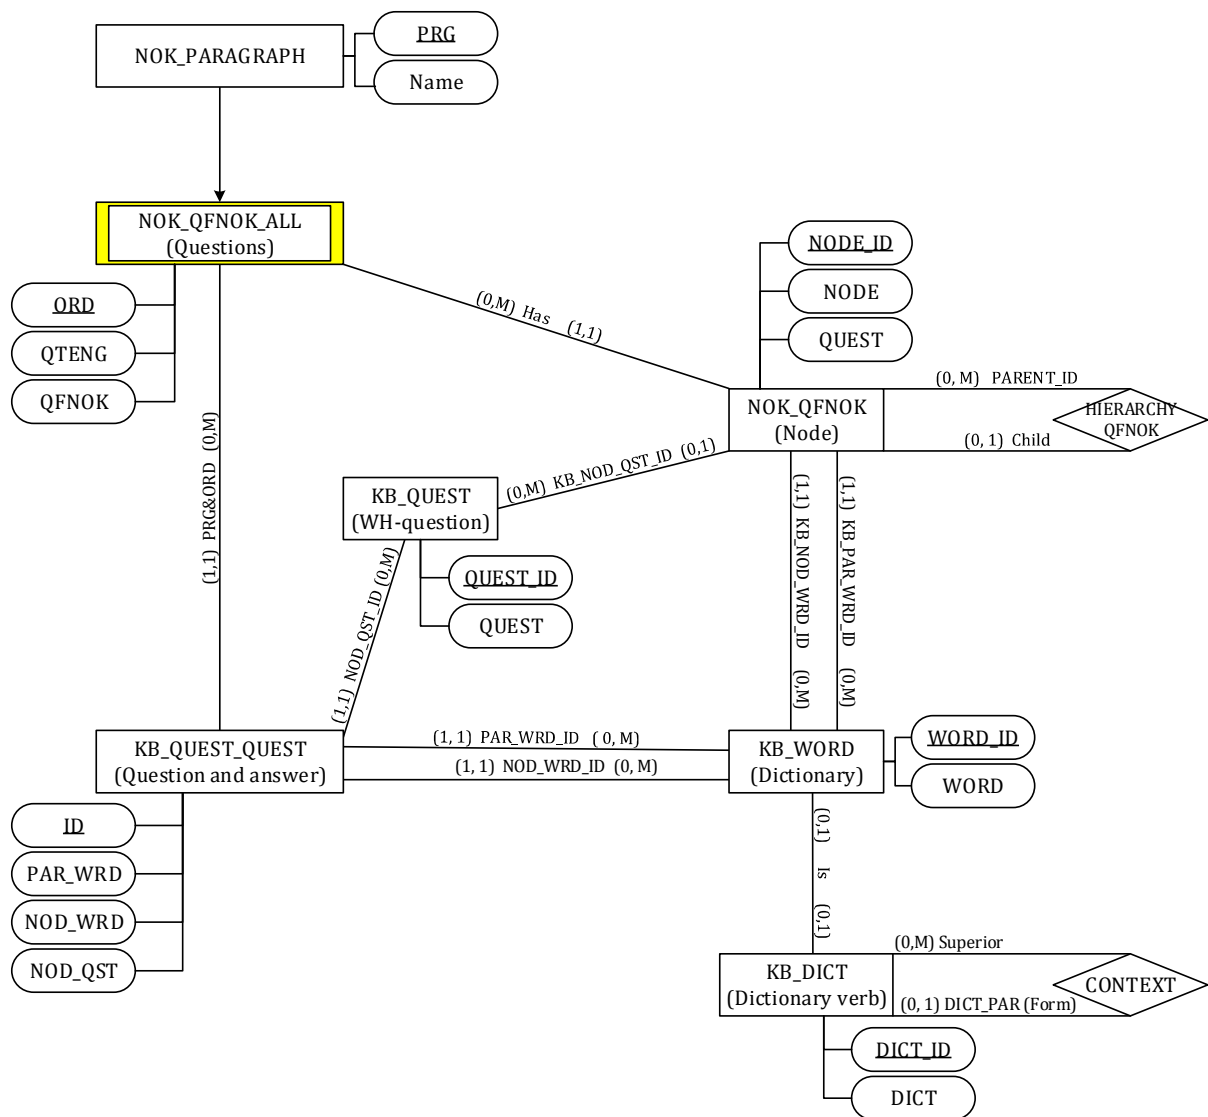 NOK_PARAGRAPH
PRG
Name
NOK_QFNOK_ALL
(Questions)
ORD
QTENG
QFNOK
(0,M) Has (1,1)
NODE_ID
NODE
QUEST
NOK_QFNOK
(Node)
(0, M) PARENT_ID
HIERARCHY
QFNOK
(0, 1) Child
(1,1) PRG&ORD (0,M)
(0,M) KB_NOD_QST_ID (0,1)
KB_QUEST
(WH-question)
QUEST_ID
QUEST
(1,1) NOD_QST_ID (0,M)
(1,1) KB_NOD_WRD_ID (0,M)
(1,1) KB_PAR_WRD_ID (0,M)
KB_QUEST_QUEST
(Question and answer)
(1, 1) PAR_WRD_ID ( 0, M)
(1, 1) NOD_WRD_ID (0, M)
KB_WORD
(Dictionary)
WORD_ID
WORD
ID
PAR_WRD
NOD_WRD
NOD_QST
(0,1) Is (0,1)
KB_DICT
(Dictionary verb)
(0,M) Superior
CONTEXT
(0, 1) DICT_PAR (Form)
DICT_ID
DICT